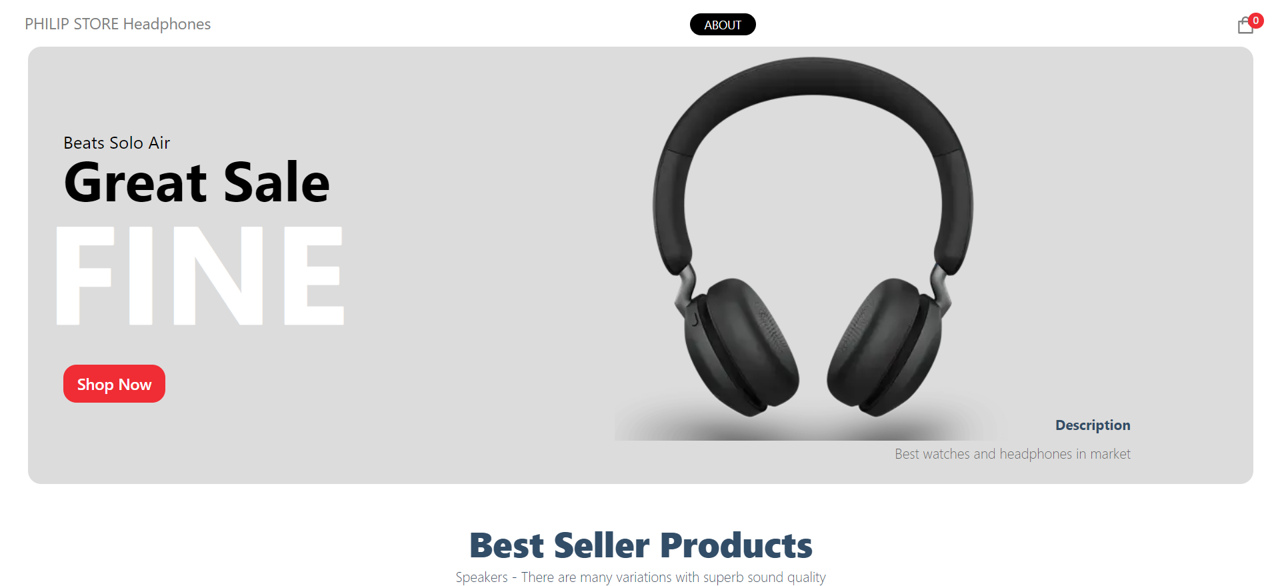 PHILIP STORE Headphones
ABOUT
0
Beats Solo Air
Great Sale
FINE
Shop Now
Description
Best watches and headphones in market
Best Seller Products
Speakers - There are many variations with superb sound quality